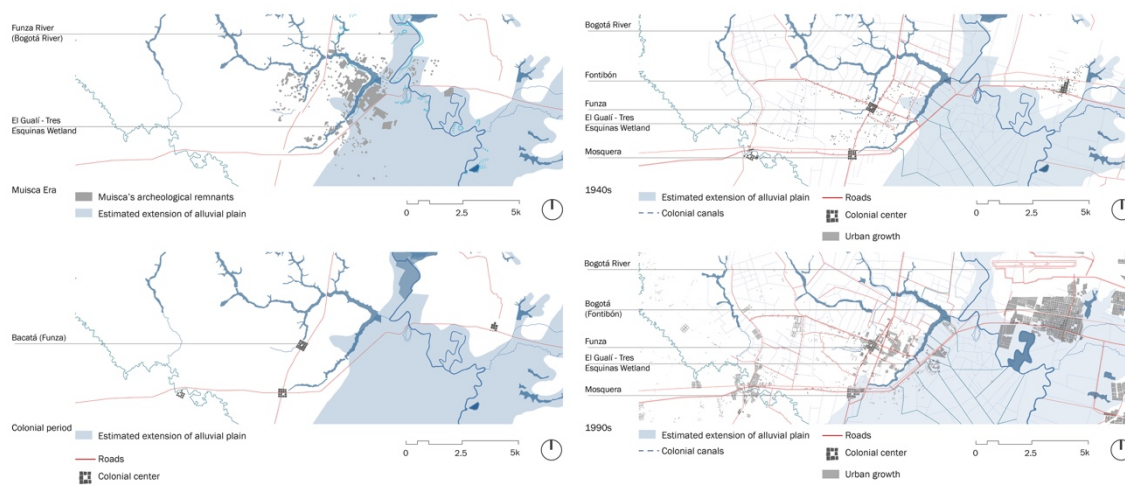 Funza River
(Bogotá River)
El Gualí - Tres
Esquinas Wetland
Muisca Era
Muisca's archeological remnants
Estimated extension of alluvial plain
0 2.5 5k
Bogotá River
Fontibón
Funza
El Gualí - Tres
Esquinas Wetland
Mosquera
1940s
Estimated extension of alluvial plain
Colonial canals
Roads
Colonial center
Urban growth
0 2.5 5k
Bacatá (Funza)
Colonial period
Estimated extension of alluvial plain
Roads
Colonial center
0 2.5 5k
Bogotá River
Bogotá
(Fontibón)
Funza
El Gualí - Tres
Esquinas Wetland
Mosquera
1990s
Estimated extension of alluvial plain
Colonial canals
Roads
Colonial center
Urban growth
0 2.5 5k